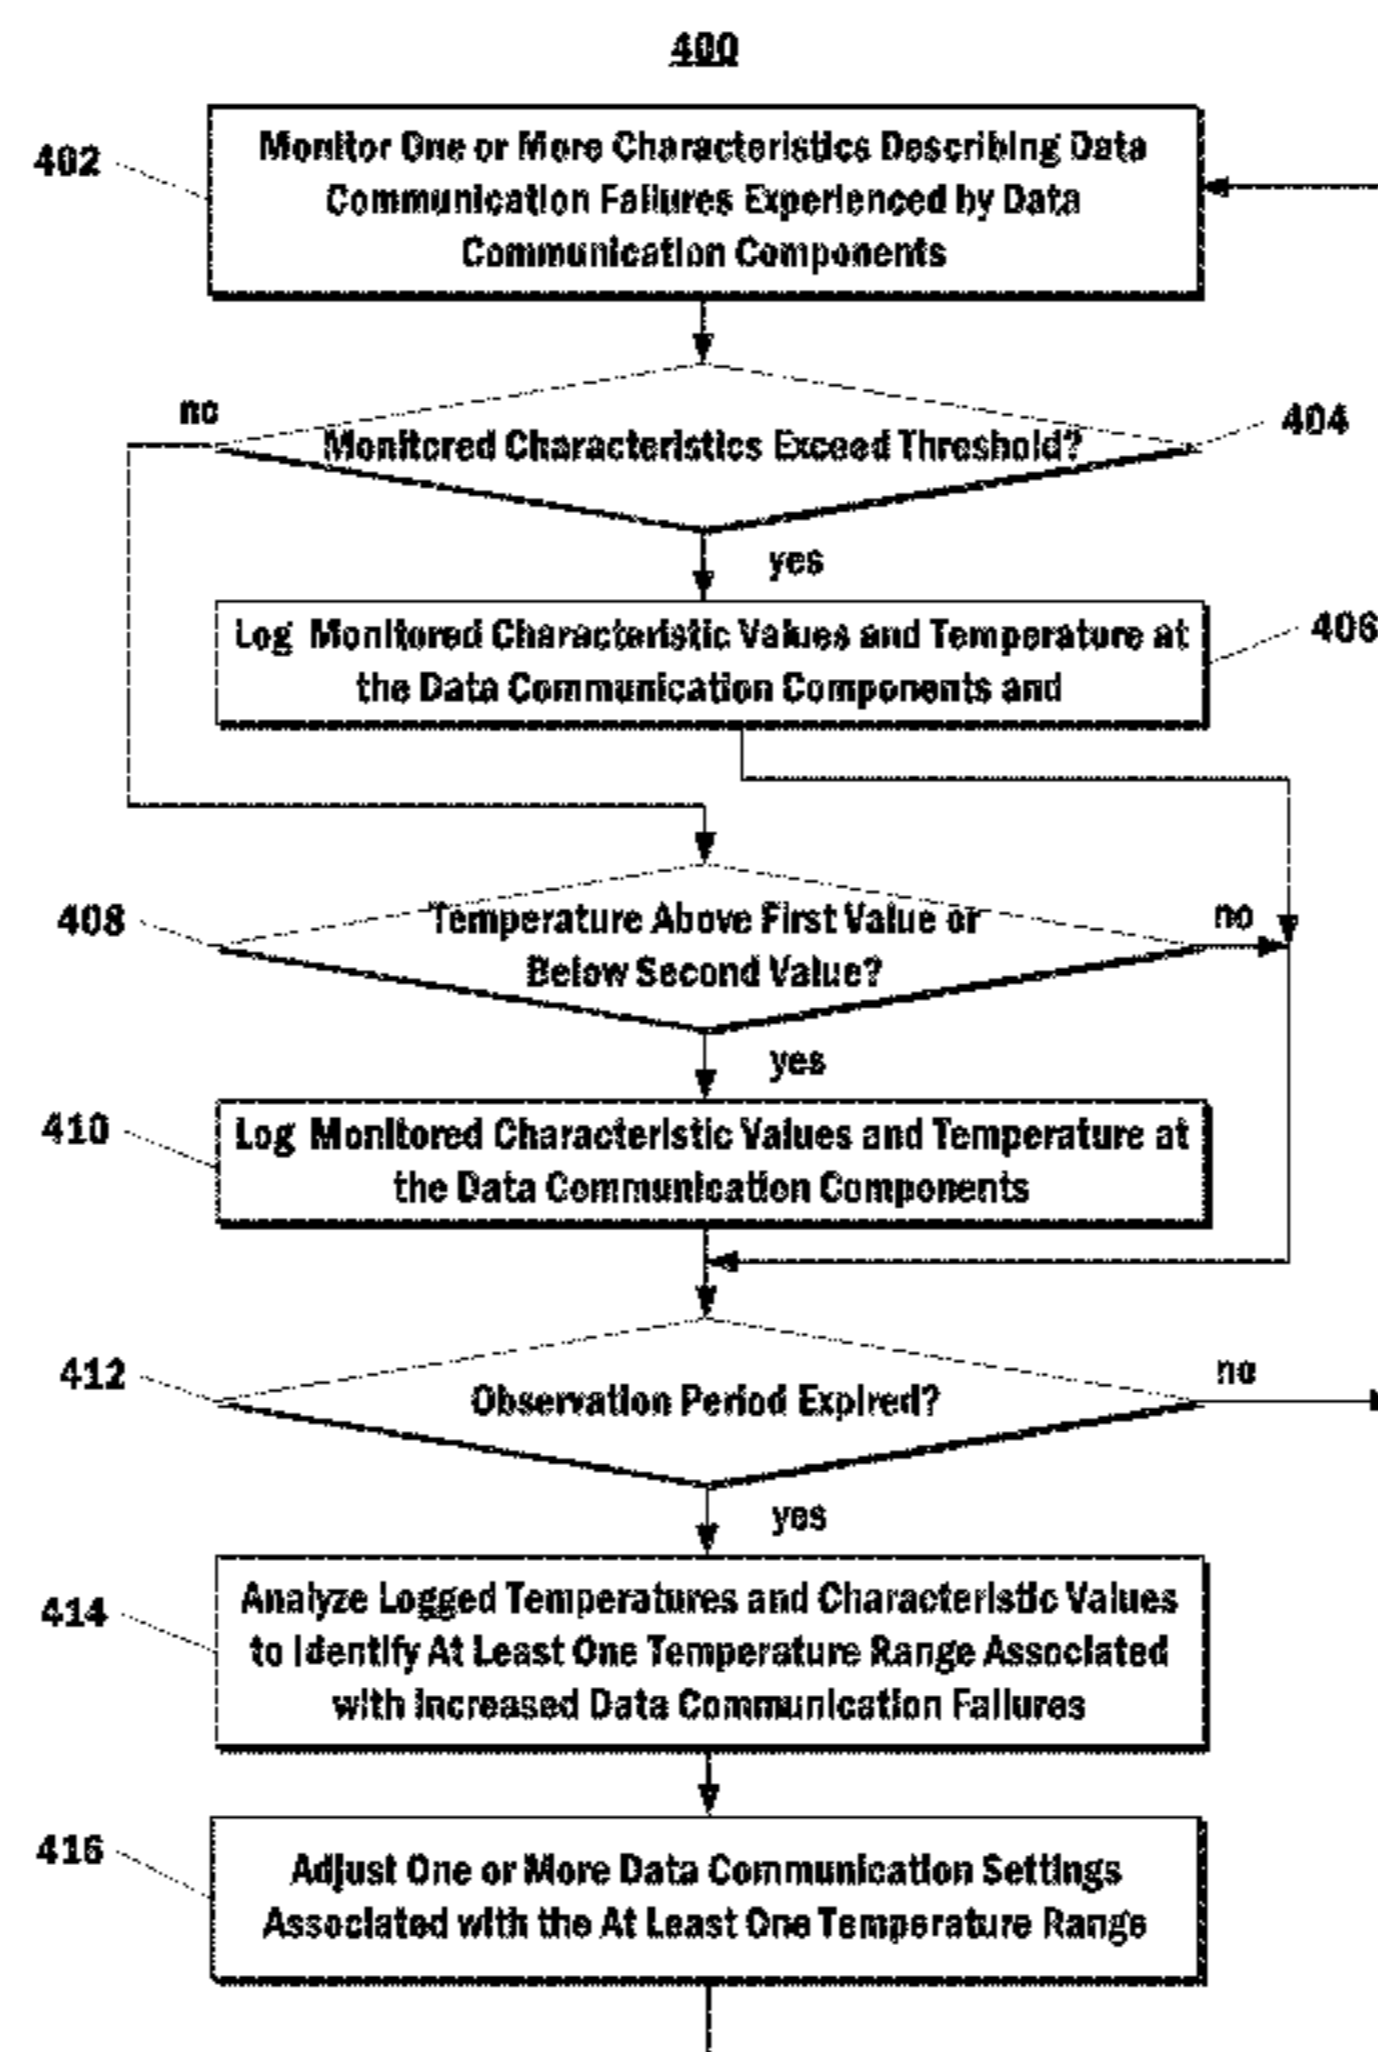 400
402
Monitor One or More Characteristics Describing Data
Communication Failures Experienced by Data
Communication Components
no
Monitored Characteristics Exceed Threshold?
404
yes
Log Monitored Characteristic Values and Temperature at
the Data Communication Components and
406
408
Temperature Above First Value or
Below Second Value?
no
yes
410
Log Monitored Characteristic Values and Temperature at
the Data Communication Components
412
Observation Period Expired?
no
yes
414
Analyze Logged Temperatures and Characteristic Values
to Identify At Least One Temperature Range Associated
with Increased Data Communication Failures
416
Adjust One or More Data Communication Settings
Associated with the At Least One Temperature Range